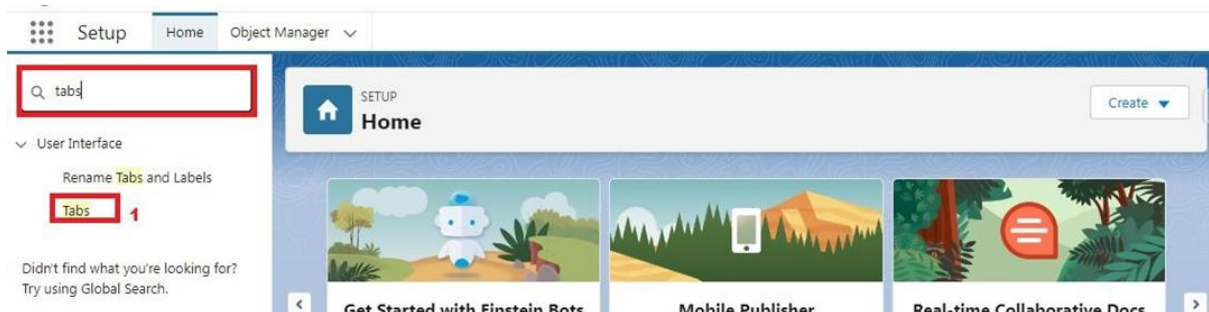 Setup Home Object Manager
tabs
SETUP
Home
Create
User Interface
Rename Tabs and Labels
Tabs 1
Didn't find what you're looking for?
Try using Global Search.
Get Started with Einstein Bots
Mobile Publisher
Real-time Collaborative Docs